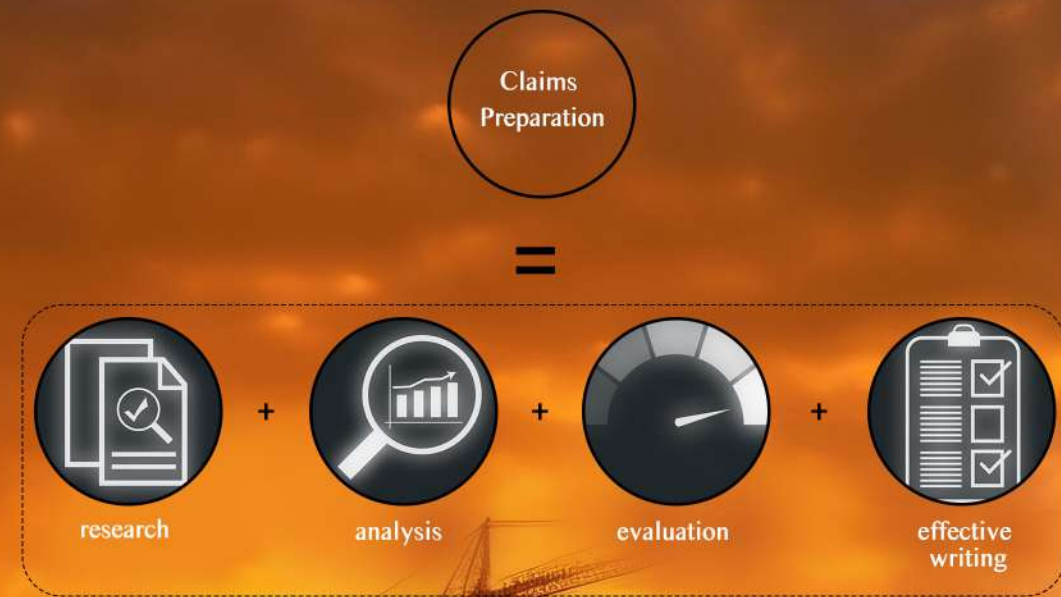 Claims
Preparation
=
+
+
+
research
analysis
evaluation
effective
writing